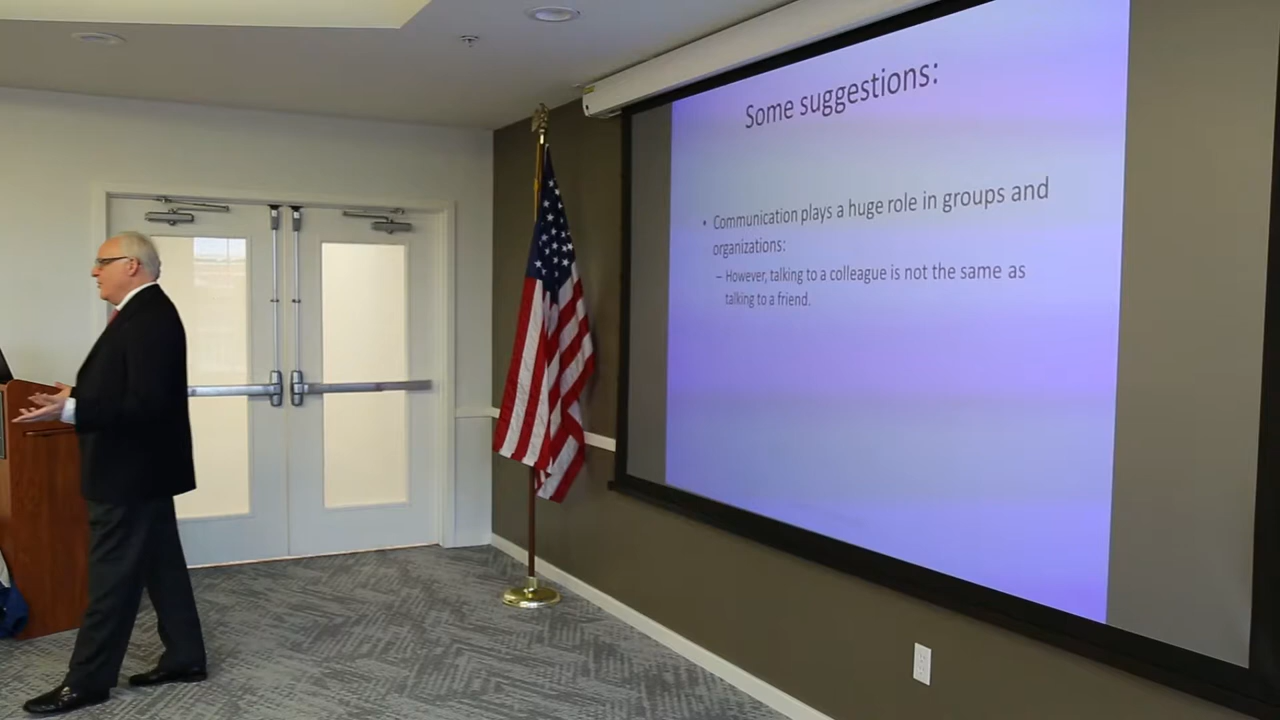 Some suggestions:
• Communication plays a huge role in groups and
organizations:
– However, talking to a colleague is not the same as
talking to a friend.